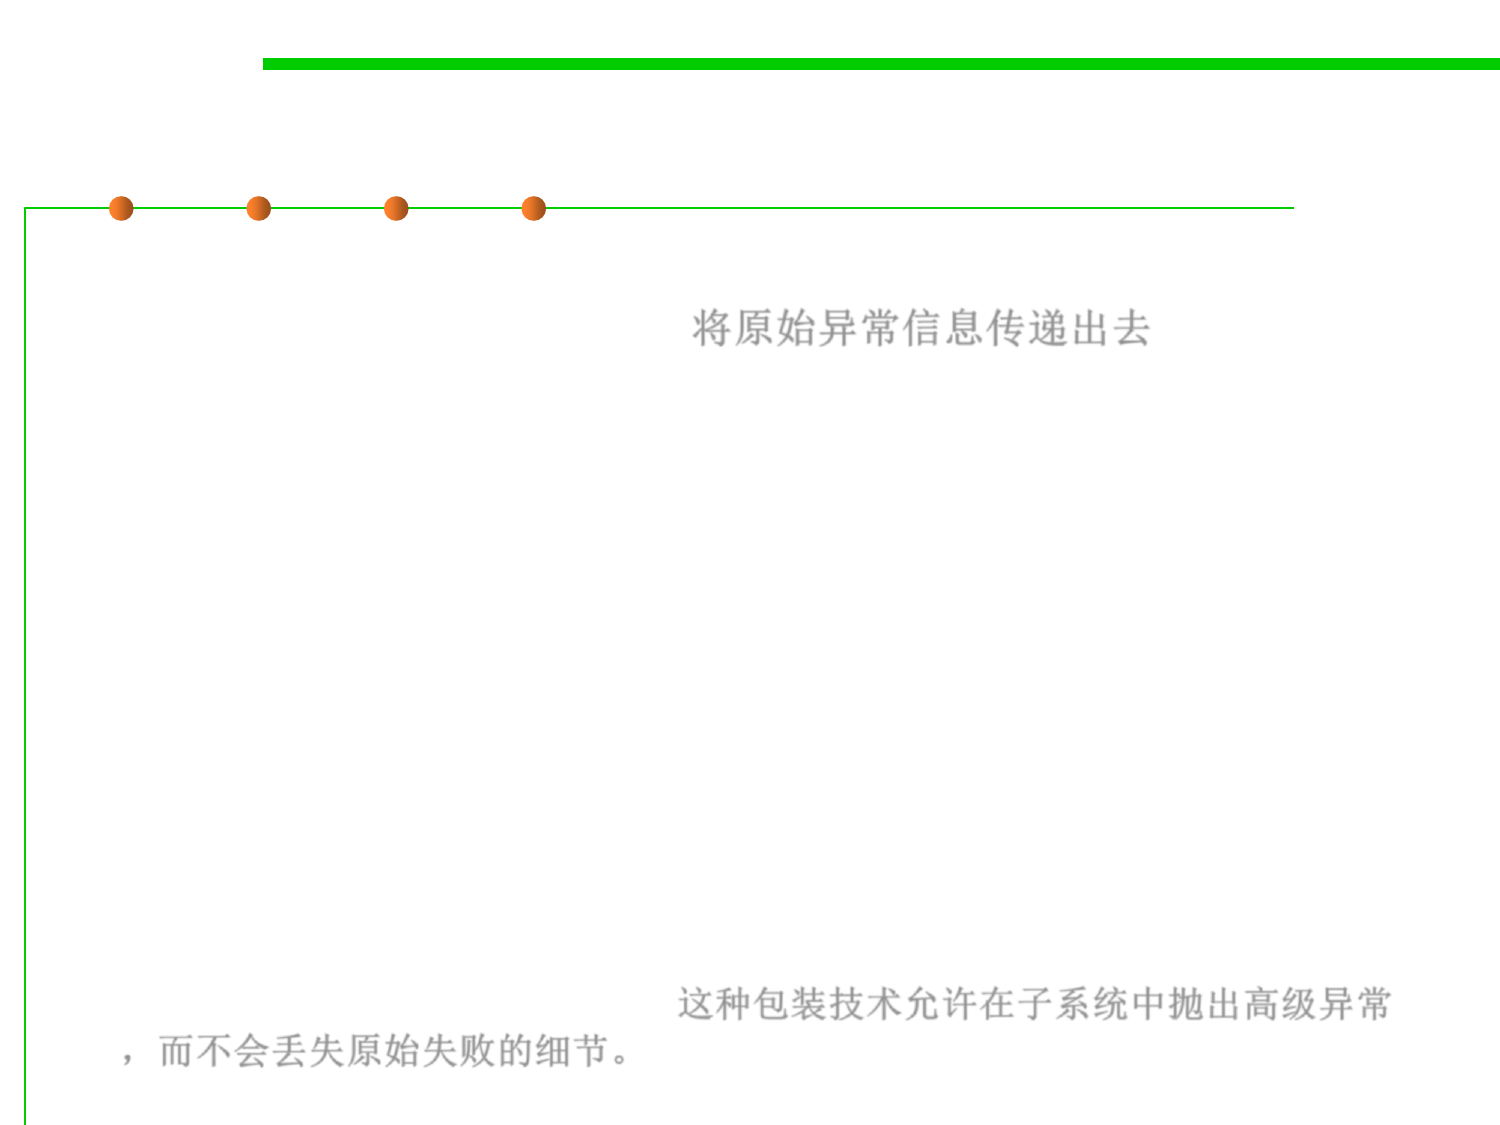 将原始异常信息传递出去
这种包装技术允许在子系统中抛出高级异常
，而不会丢失原始失败的细节。